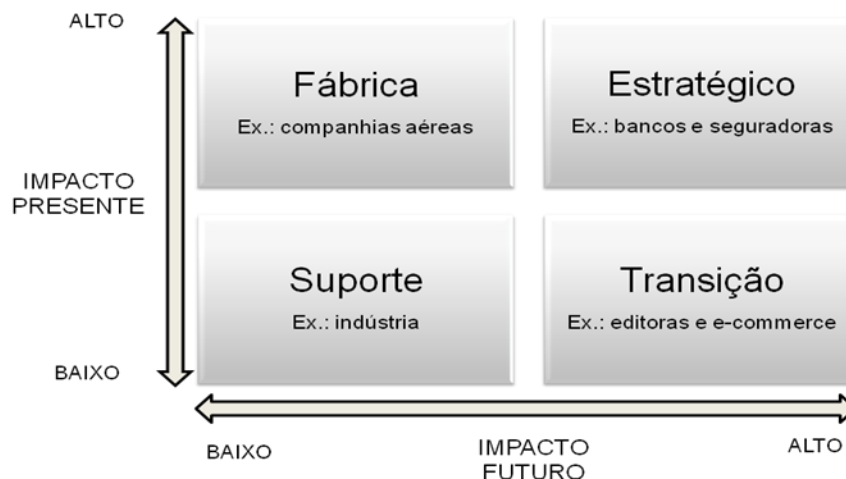 ALTO
Fábrica
Ex.: companhias aéreas
Estratégico
Ex.: bancos e seguradoras
IMPACTO
PRESENTE
Suporte
Ex.: indústria
Transição
Ex.: editoras e e-commerce
BAIXO
BAIXO
IMPACTO
FUTURO
ALTO